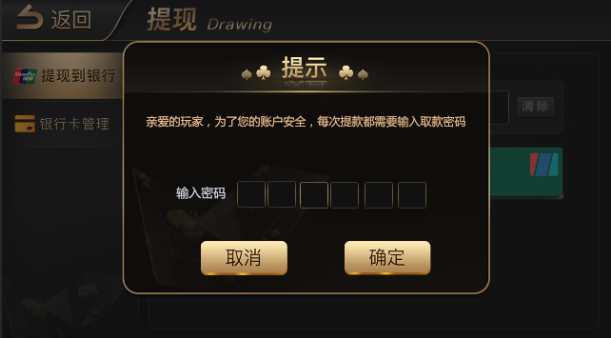 返回
提现 Drawing
提示
提现到银行
银行卡管理
清除
亲爱的玩家，为了您的账户安全，每次提款都需要输入取款密码
输入密码
取消
确定